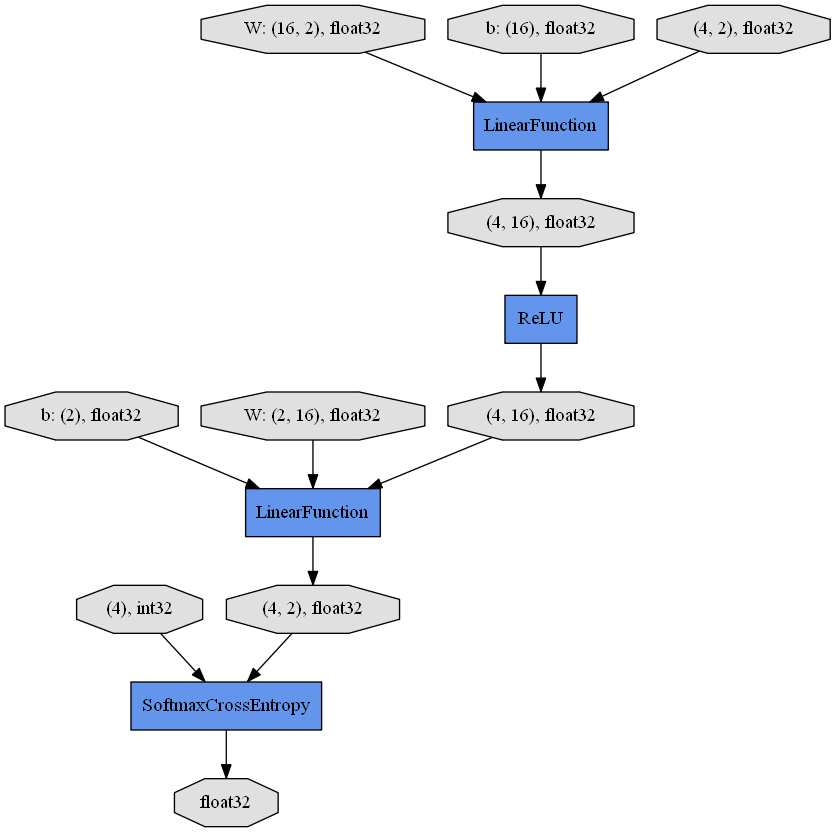 W: (16, 2), float32
b: (16), float32
(4, 2), float32
LinearFunction
(4, 16), float32
ReLU
b: (2), float32
W: (2, 16), float32
(4, 16), float32
LinearFunction
(4), int32
(4, 2), float32
SoftmaxCrossEntropy
float32